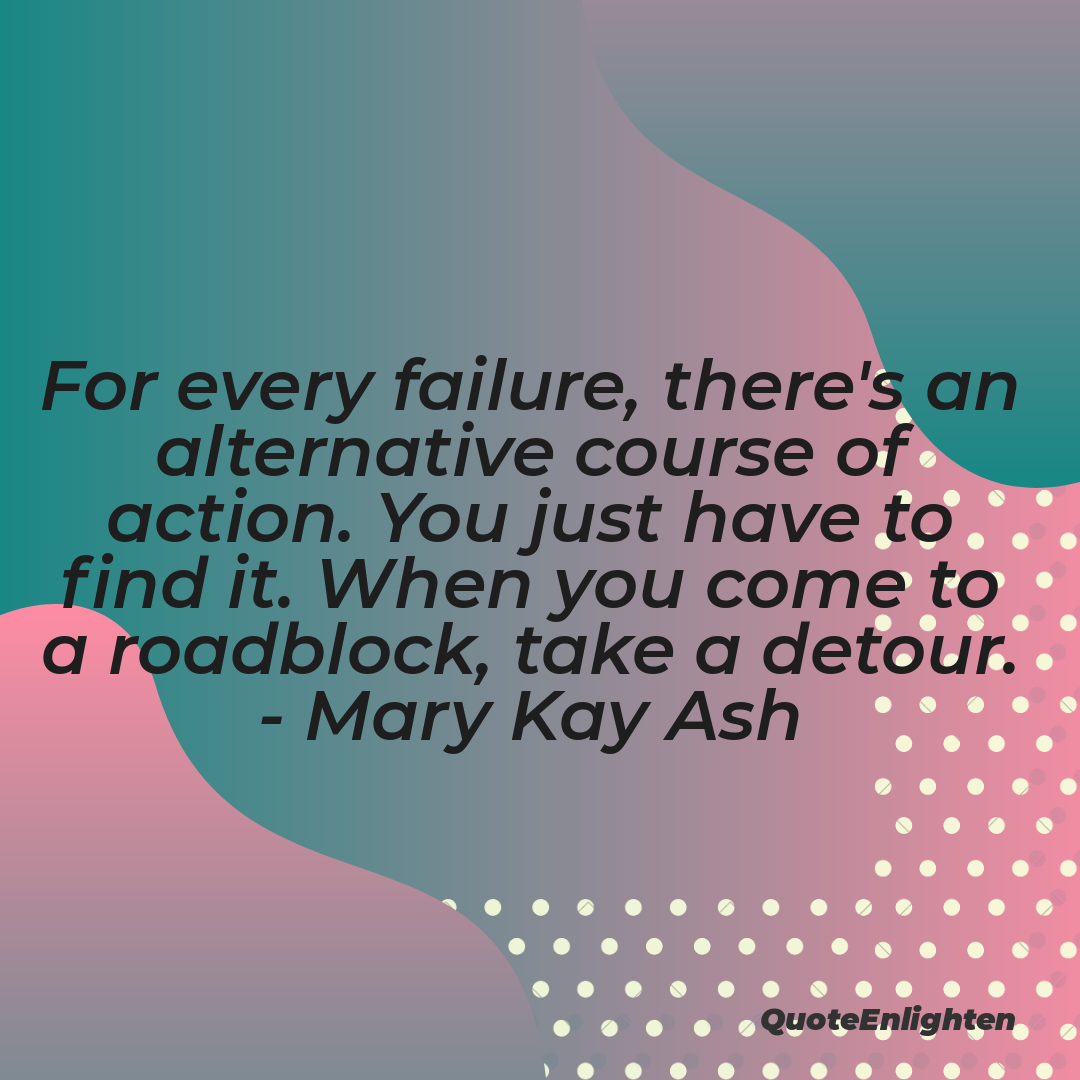 For every failure, there's an
alternative course of
action. You just have to
find it. When you come to
a roadblock, take a detour.
- Mary Kay Ash
QuoteEnlighten